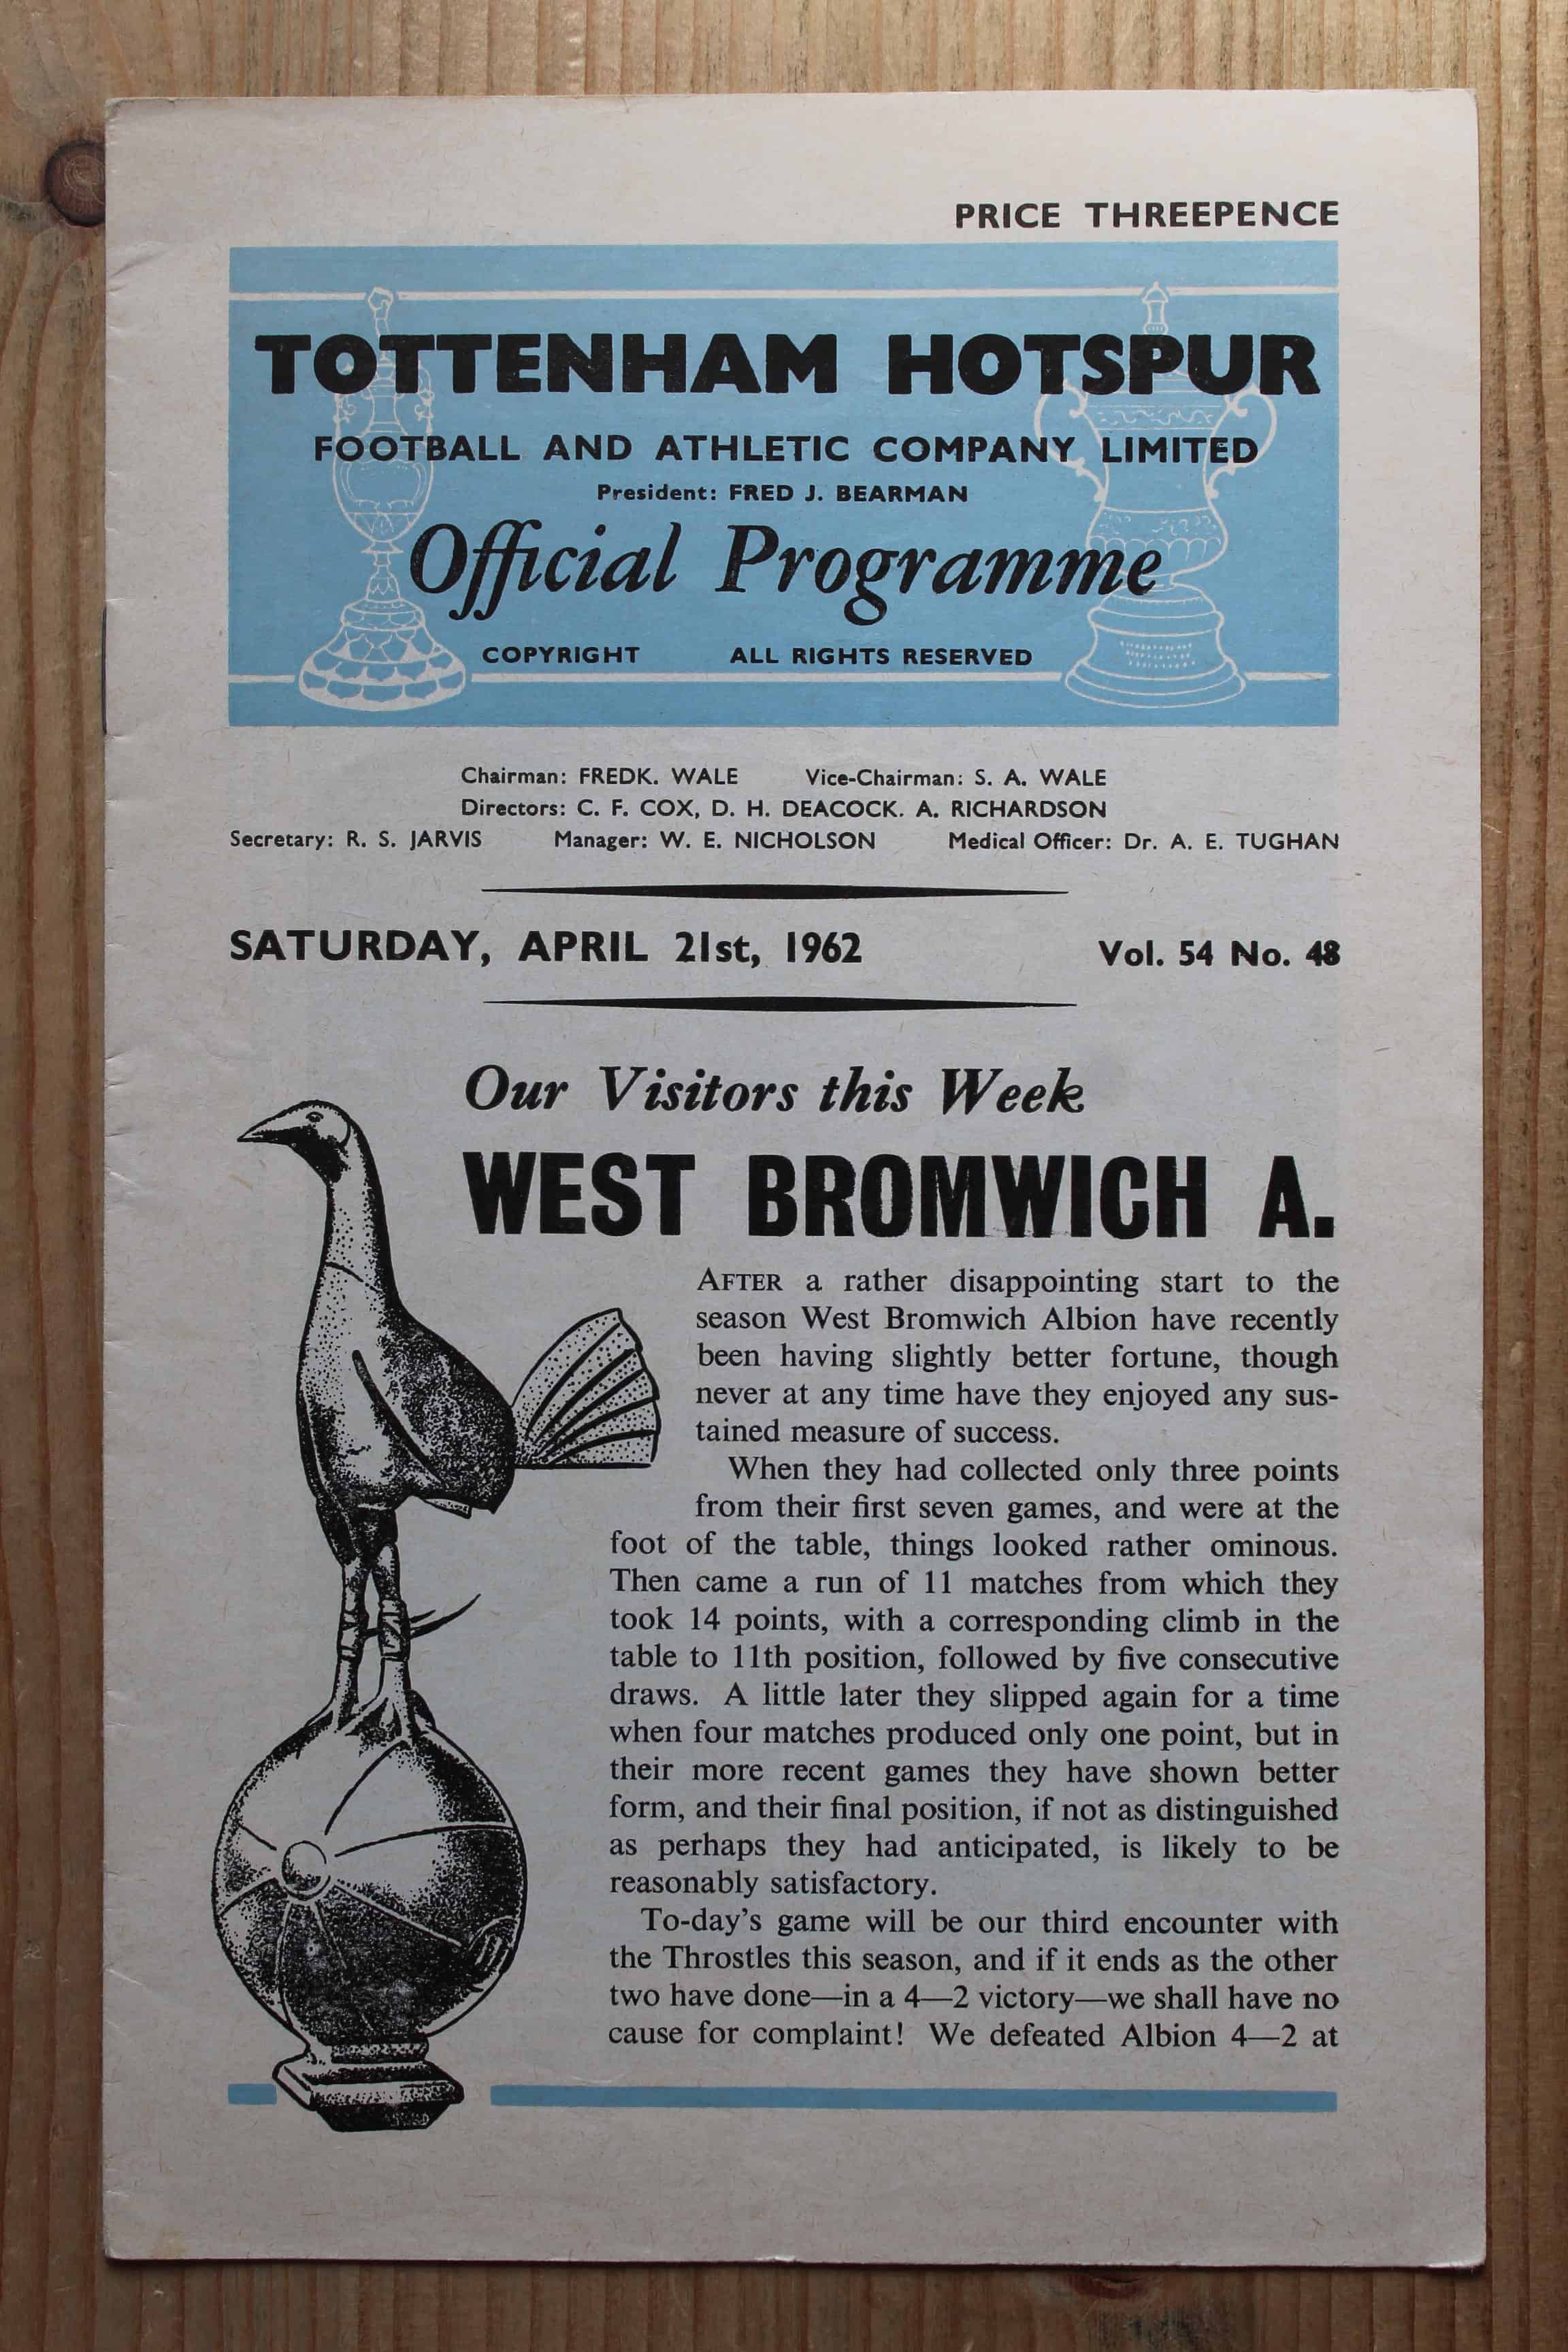 PRICE THREEPENCE
TOTTENHAM HOTSPUR
FOOTBALL AND ATHLETIC COMPANY LIMITED
President: FRED J. BEARMAN
Official Programme
COPYRIGHT ALL RIGHTS RESERVED
Chairman: FREDK. WALE Vice-Chairman: S. A. WALE
Directors: C. F. COX, D. H. DEACOCK. A. RICHARDSON
Secretary: R. S. JARVIS Manager: W. E. NICHOLSON Medical Officer: Dr. A. E. TUGHAN
SATURDAY, APRIL 21st, 1962 Vol. 54 No. 48
Our Visitors this Week
WEST BROMWICH A.
AFTER a rather disappointing start to the
season West Bromwich Albion have recently
been having slightly better fortune, though
never at any time have they enjoyed any sus-
tained measure of success.
When they had collected only three points
from their first seven games, and were at the
foot of the table, things looked rather ominous.
Then came a run of 11 matches from which they
took 14 points, with a corresponding climb in the
table to 11th position, followed by five consecutive
draws. A little later they slipped again for a time
when four matches produced only one point, but in
their more recent games they have shown better
form, and their final position, if not as distinguished
as perhaps they had anticipated, is likely to be
reasonably satisfactory.
To-day's game will be our third encounter with
the Throstles this season, and if it ends as the other
two have done—in a 4—2 victory—we shall have no
cause for complaint! We defeated Albion 4—2 at